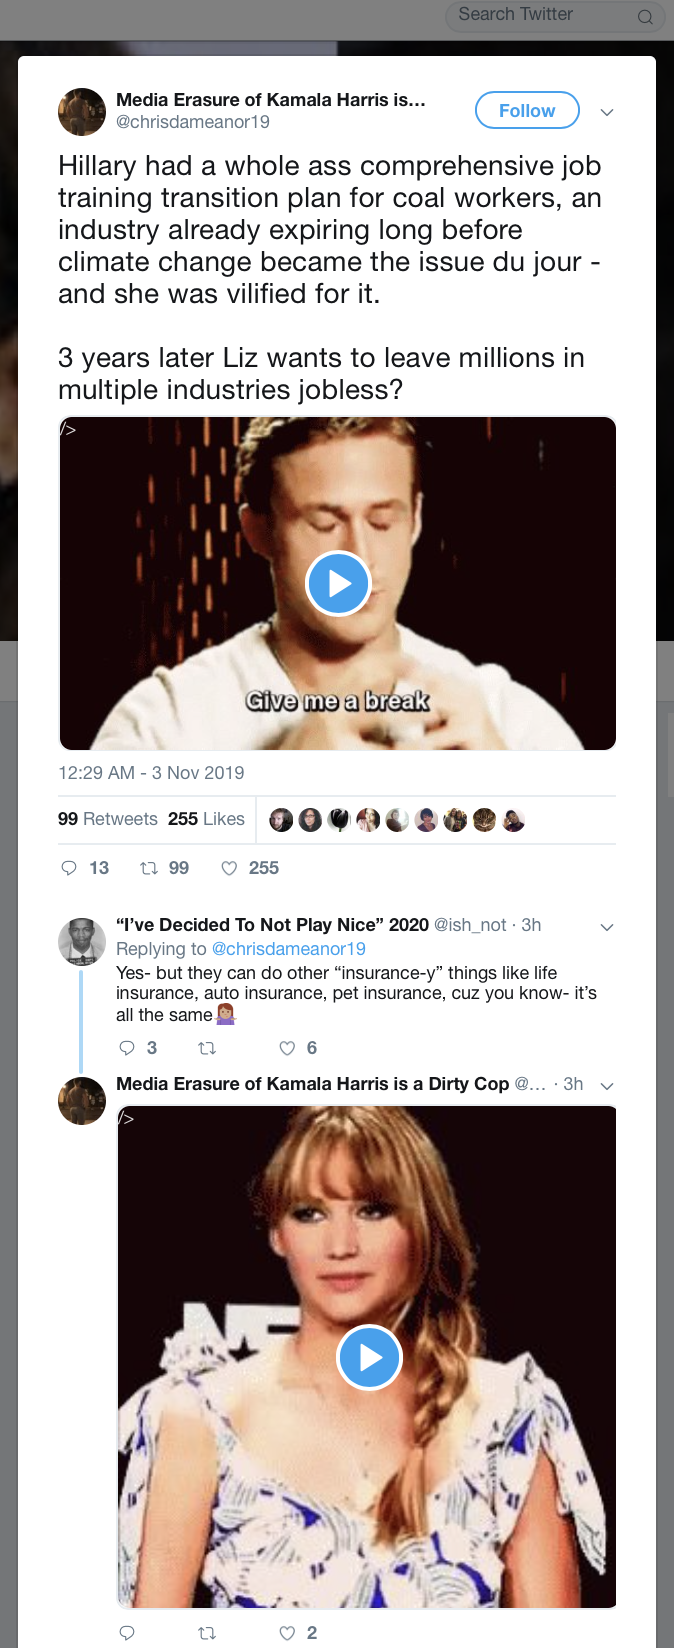 Search Twitter
Media Erasure of Kamala Harris is...
@chrisdameanor19
Follow
Hillary had a whole ass comprehensive job
training transition plan for coal workers, an
industry already expiring long before
climate change became the issue du jour -
and she was vilified for it.
3 years later Liz wants to leave millions in
multiple industries jobless?
/>
Give me a break
12:29 AM - 3 Nov 2019
99 Retweets 255 Likes
13 99 255
“I’ve Decided To Not Play Nice” 2020 @ish_not · 3h
Replying to @chrisdameanor19
Yes- but they can do other “insurance-y” things like life
insurance, auto insurance, pet insurance, cuz you know- it’s
all the same🤷🏽‍♀️
3 6
Media Erasure of Kamala Harris is a Dirty Cop @... · 3h
/>
2